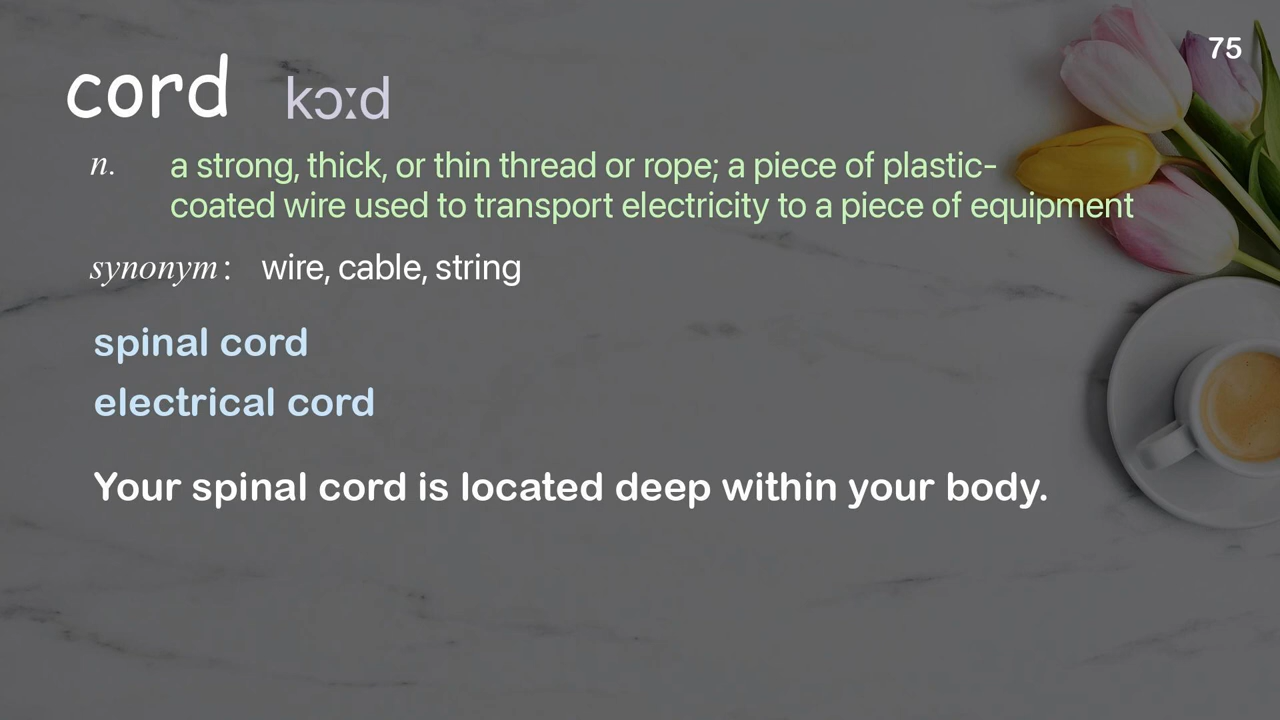 75
cord kɔːd
n. a strong, thick, or thin thread or rope; a piece of plastic-
coated wire used to transport electricity to a piece of equipment
synonym: wire, cable, string
spinal cord
electrical cord
Your spinal cord is located deep within your body.